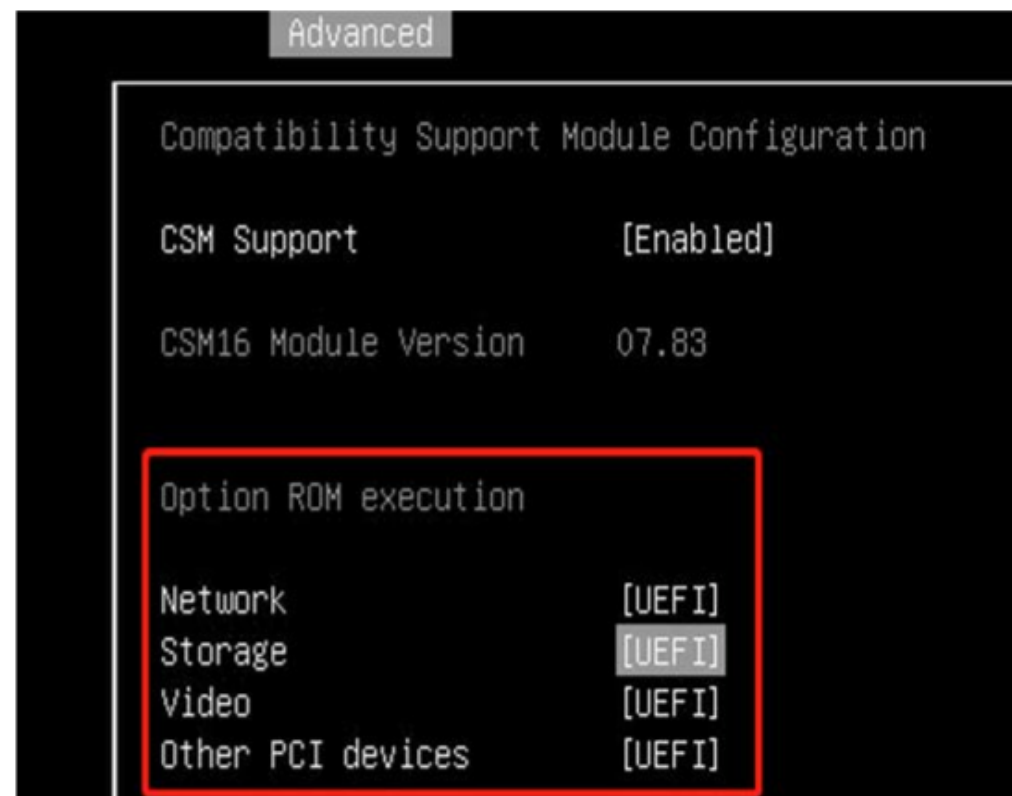 Advanced
Compatibility Support Module Configuration
CSM Support [Enabled]
CSM16 Module Version 07.83
Option ROM execution
Network [UEFI]
Storage [UEFI]
Video [UEFI]
Other PCI devices [UEFI]